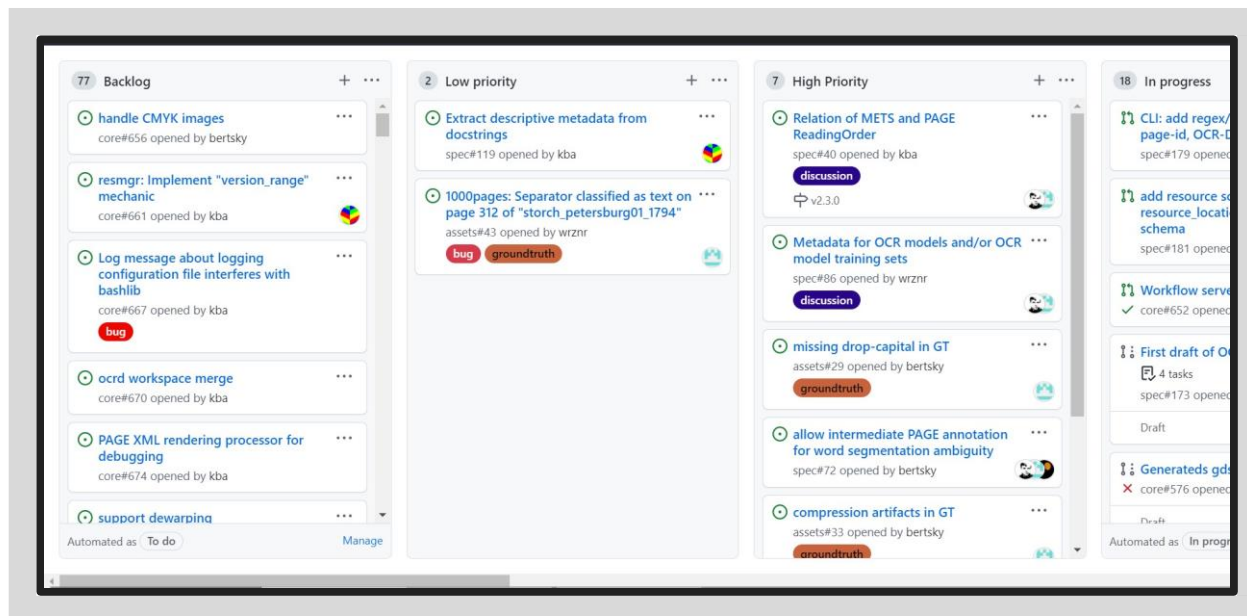 77 Backlog + ...
handle CMYK images ...
core#656 opened by bertsky
resmgr: Implement "version_range" ...
mechanic
core#661 opened by kba
Log message about logging ...
configuration file interferes with
bashlib
core#667 opened by kba
bug
ocrd workspace merge ...
core#670 opened by kba
PAGE XML rendering processor for ...
debugging
core#674 opened by kba
support dewarping ...
Automated as To do Manage
2 Low priority + ...
Extract descriptive metadata from ...
docstrings
spec#119 opened by kba
1000pages: Separator classified as text on ...
page 312 of "storch_petersburg01_1794"
assets#43 opened by wrznr
bug groundtruth
7 High Priority + ...
Relation of METS and PAGE ...
ReadingOrder
spec#40 opened by kba
discussion
v2.3.0
Metadata for OCR models and/or OCR ...
model training sets
spec#86 opened by wrznr
discussion
missing drop-capital in GT ...
assets#29 opened by bertsky
groundtruth
allow intermediate PAGE annotation ...
for word segmentation ambiguity
spec#72 opened by bertsky
compression artifacts in GT ...
assets#33 opened by bertsky
groundtruth
18 In progress
CLI: add regex/
page-id, OCR-D
spec#179 opened
add resource
resource_locati
schema
spec#181 opened
Workflow serve
core#652 opened
First draft of
4 tasks
spec#173 opened
Draft
Generateds gds
core#576 opened
Draft
Automated as In progr